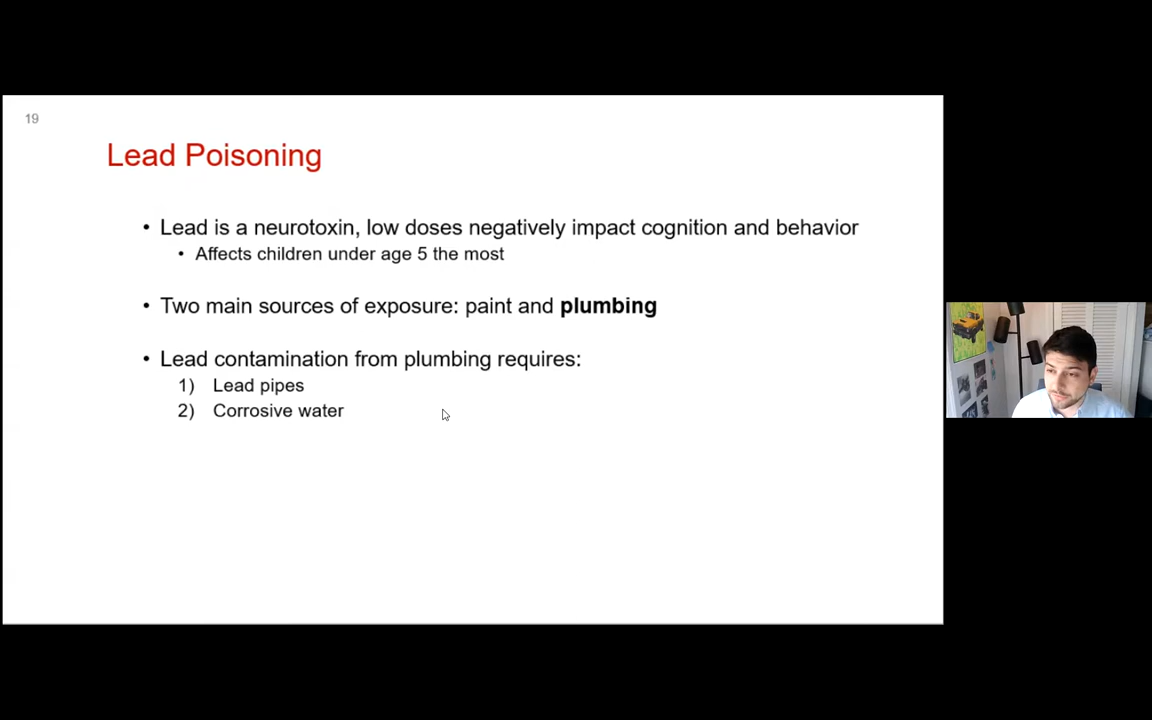 19
Lead Poisoning
• Lead is a neurotoxin, low doses negatively impact cognition and behavior
• Affects children under age 5 the most
• Two main sources of exposure: paint and plumbing
• Lead contamination from plumbing requires:
1) Lead pipes
2) Corrosive water